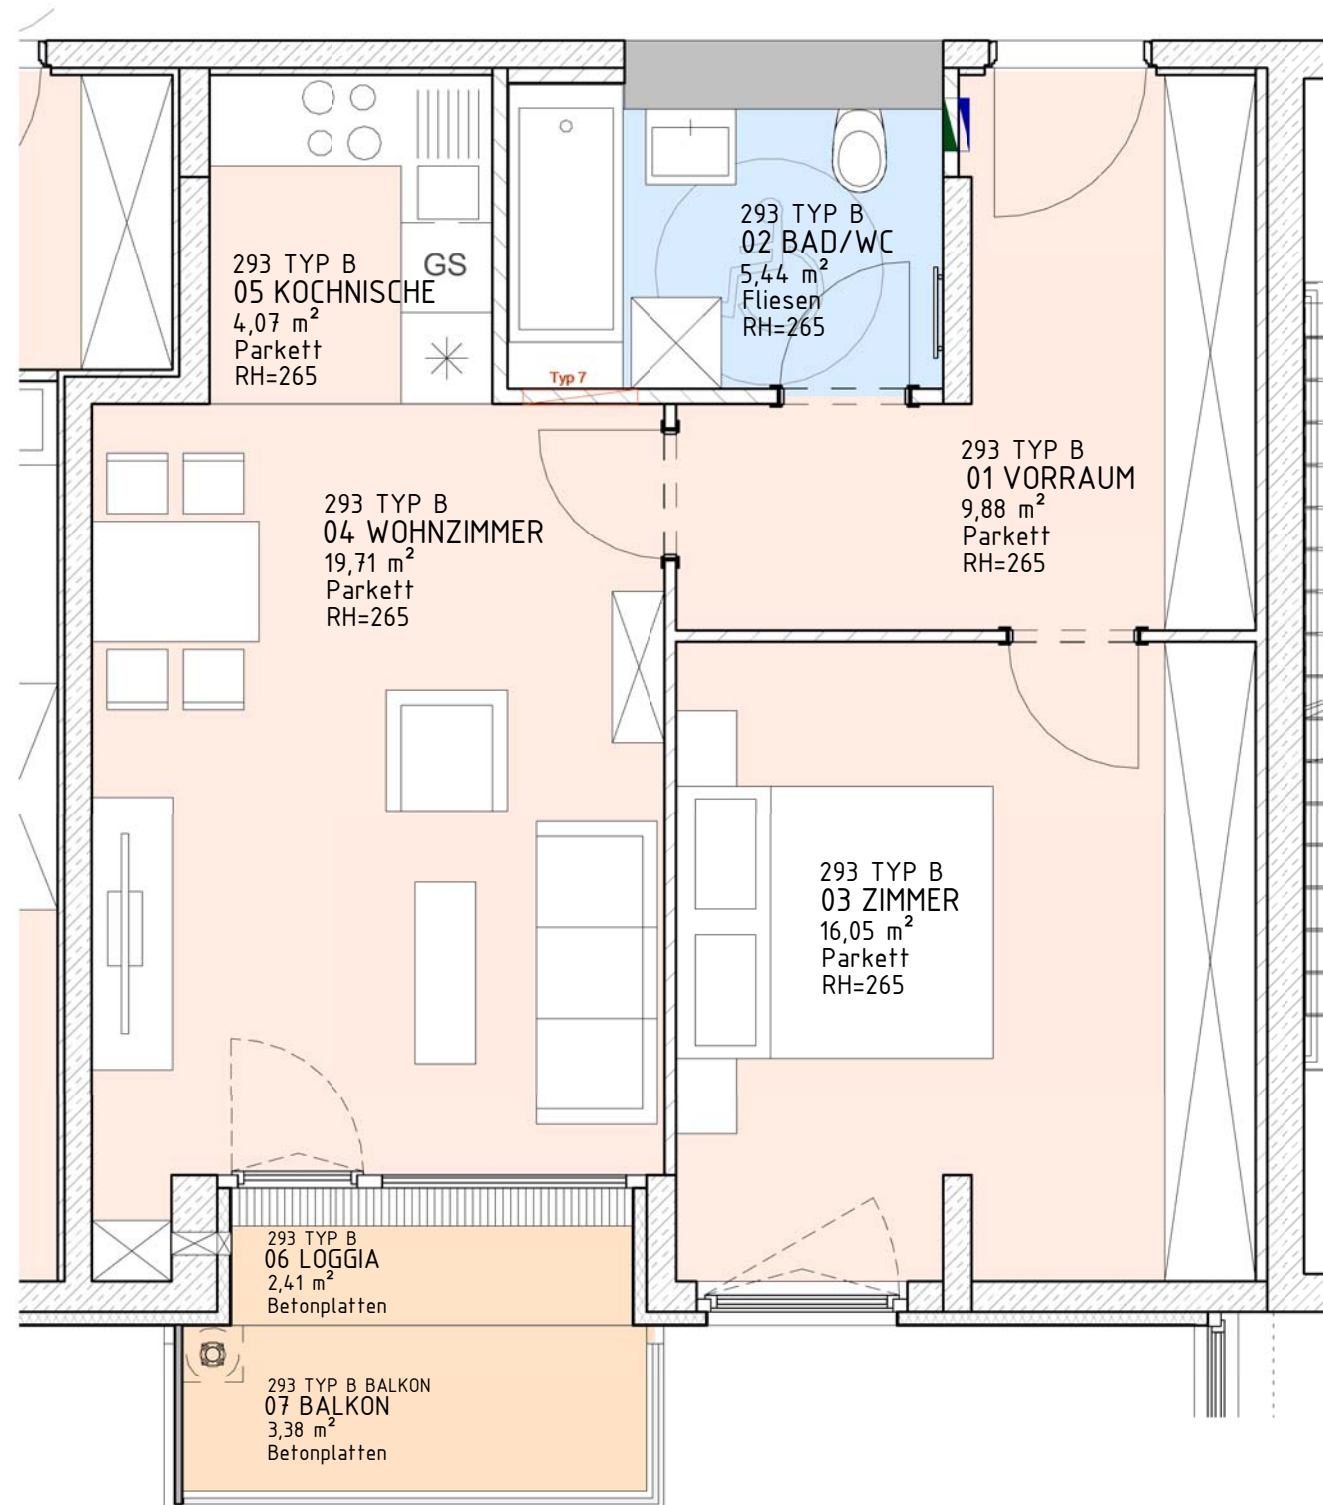 293 TYP B
05 KOCHNISCHE
4,07 m²
Parkett
RH=265
GS
293 TYP B
02 BAD/WC
5,44 m²
Fliesen
RH=265
Typ 7
293 TYP B
04 WOHNZIMMER
19,71 m²
Parkett
RH=265
293 TYP B
01 VORRAUM
9,88 m²
Parkett
RH=265
293 TYP B
03 ZIMMER
16,05 m²
Parkett
RH=265
293 TYP B
06 LOGGIA
2,41 m²
Betonplatten
293 TYP B BALKON
07 BALKON
3,38 m²
Betonplatten